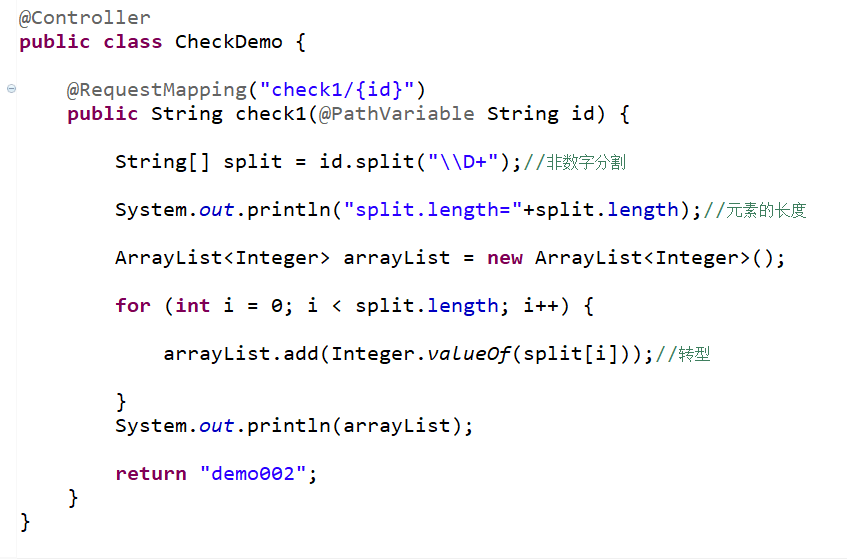 @Controller
public class CheckDemo {
@RequestMapping("check1/{id}")
public String check1(@PathVariable String id) {
String[] split = id.split("\\D+");//非数字分割
System.out.println("split.length="+split.length);//元素的长度
ArrayList<Integer> arrayList = new ArrayList<Integer>();
for (int i = 0; i < split.length; i++) {
arrayList.add(Integer.valueOf(split[i]));//转型
}
System.out.println(arrayList);
return "demo002";
}
}